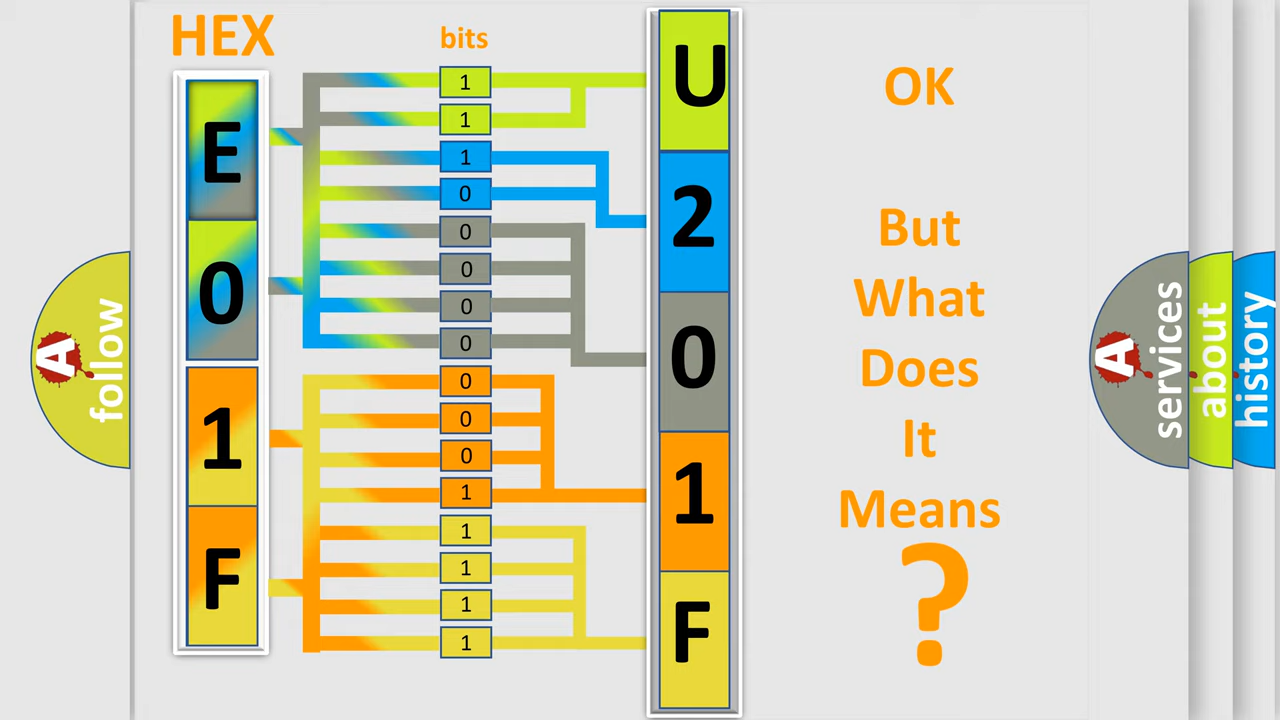 HEX
bits
E
0
1
F
1
1
1
0
0
0
0
0
0
0
0
1
1
1
1
1
U
2
0
1
F
OK
But
What
Does
It
Means
?
A
follow
A
services
about
history